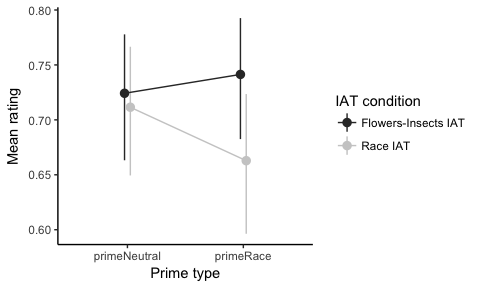 0.80
0.75
0.70
0.65
0.60
Mean rating
primeNeutral primeRace
Prime type
IAT condition
Flowers-Insects IAT
Race IAT